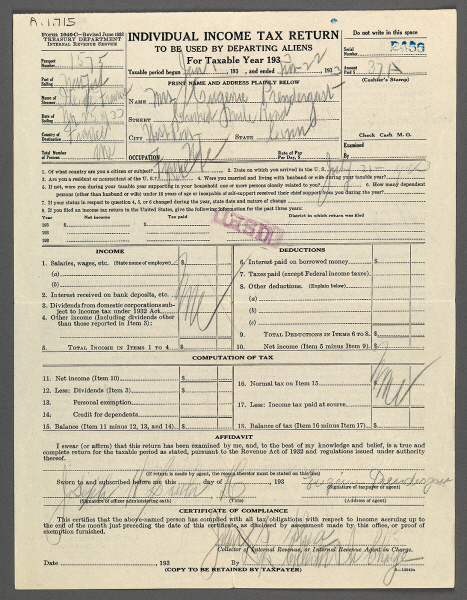 A.1715
FORM 1040-C—Revised June 1932
TREASURY DEPARTMENT
INTERNAL REVENUE SERVICE
INDIVIDUAL INCOME TAX RETURN
TO BE USED BY DEPARTING ALIENS
For Taxable Year 193
Do not write in this space
Serial Number
Amount Paid $
(Cashier's Stamp)
Passport Number
Taxable period began Jan 1, 193 , and ended , 193
PRINT NAME AND ADDRESS PLAINLY BELOW
Port of Sailing New York
Name of Steamer
NAME Mrs Eugenie Prendergast
Date of Sailing
STREET
Country of Destination France
CITY Westport STATE Conn
Check Cash M. O.
Total Number of Persons One
OCCUPATION
Rate of Pay Per Day, $
Examined By
1. Of what country are you a citizen or subject?
5. Date on which you arrived in the U. S. July
2. Are you a resident or nonresident of the U. S.?
4. Were you married and living with husband or wife during your taxable year?
5. If not, were you during your taxable year supporting in your household one or more persons closely related to you?
6. How many dependent persons (other than husband or wife) under 18 years of age or incapable of self-support received their chief support from you during the year?
7. If your status in respect to question 4, 5, or 6 changed during the year, state date and nature of change
8. If you filed an income tax return in the United States, give the following information for the past three years:
Year Net income Tax paid District in which return was filed
193 $ $
193
193
INCOME
1. Salaries, wages, etc. (State name of employer) $
(a)
(b)
2. Interest received on bank deposits, etc.
3. Dividends from domestic corporations subject to income tax under 1932 Act
4. Other income (Including dividends other than those reported in Item 3):
5. TOTAL INCOME IN ITEMS 1 TO 4 $
None
DEDUCTIONS
6. Interest paid on borrowed money $
7. Taxes paid (except Federal income taxes)
8. Other deductions (Explain below)
(a)
(b)
(c)
9. TOTAL DEDUCTIONS IN ITEMS 6 TO 8 $
10. Net income (Item 5 minus Item 9) $
COMPUTATION OF TAX
11. Net income (Item 10) $
12. Less: Dividends (Item 3) $
13. Personal exemption
14. Credit for dependents
15. Balance (Item 11 minus 12, 13, and 14) $
16. Normal tax on Item 15 $
17. Less: Income tax paid at source
18. Balance of tax (Item 16 minus Item 17) $
None
AFFIDAVIT
I swear (or affirm) that this return has been examined by me, and, to the best of my knowledge and belief, is a true and
complete return for the taxable period as stated, pursuant to the Revenue Act of 1932 and regulations issued under authority
thereof.
(If return is made by agent, the reason therefor must be stated on this line)
Sworn to and subscribed before me this day of , 193
Eugenie Prendergast
(Signature of officer administering oath) (Title) (Signature of taxpayer or agent) (Address of agent)
CERTIFICATE OF COMPLIANCE
This certifies that the above-named person has complied with all tax obligations with respect to income accruing up to
the end of the month just preceding the date of this certificate, as disclosed by assessment made by this office, or proof of
exemption furnished.
Collector of Internal Revenue, or Internal Revenue Agent in Charge.
Date , 193 By
(COPY TO BE RETAINED BY TAXPAYER)